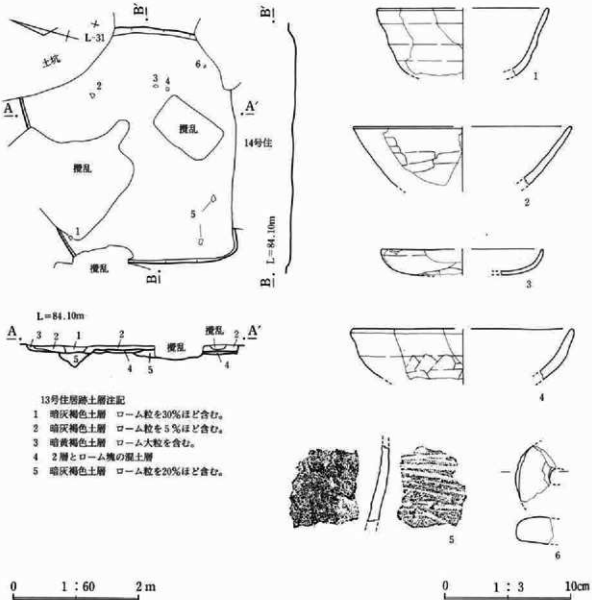 B'
B'
L-31
土坑
6
3 4
2
A
A'
攪乱
14号住
攪乱
5
1
攪乱
B
B L=84.10m
L=84.10m
A
3 2 1 2
攪乱
攪乱
2 A'
5
4 5
4
13号住居跡土層注記
1 暗灰褐色土層 ローム粒を30%ほど含む。
2 暗灰褐色土層 ローム粒を5%ほど含む。
3 暗黄褐色土層 ローム大粒を含む。
4 2層とローム塊の混土層
5 暗灰褐色土層 ローム粒を20%ほど含む。
0 1:60 2m
1
2
3
4
5
6
0 1:3 10cm